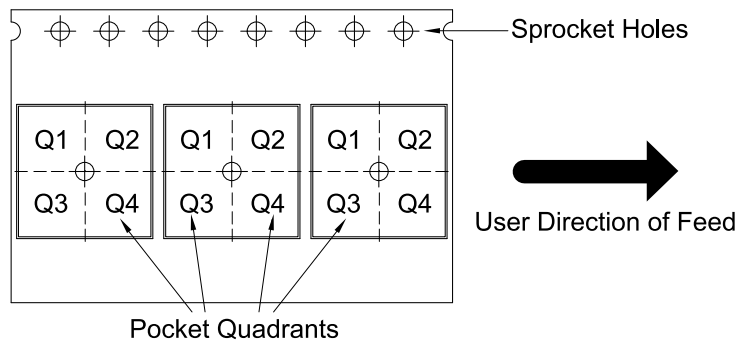 Sprocket Holes
Q1 Q2 Q1 Q2 Q1 Q2
Q3 Q4 Q3 Q4 Q3 Q4
User Direction of Feed
Pocket Quadrants